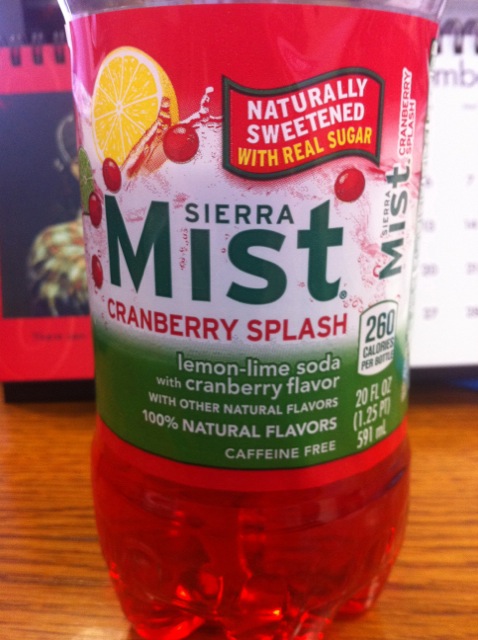 NATURALLY
SWEETENED
WITH REAL SUGAR
SIERRA
Mist
CRANBERRY SPLASH
SIERRA
Mist
CRANBERRY
SPLASH
260
CALORIES
PER BOTTLE
lemon-lime soda
with cranberry flavor
WITH OTHER NATURAL FLAVORS
100% NATURAL FLAVORS
CAFFEINE FREE
20 FL OZ
(1.25 PT)
591 mL
mb